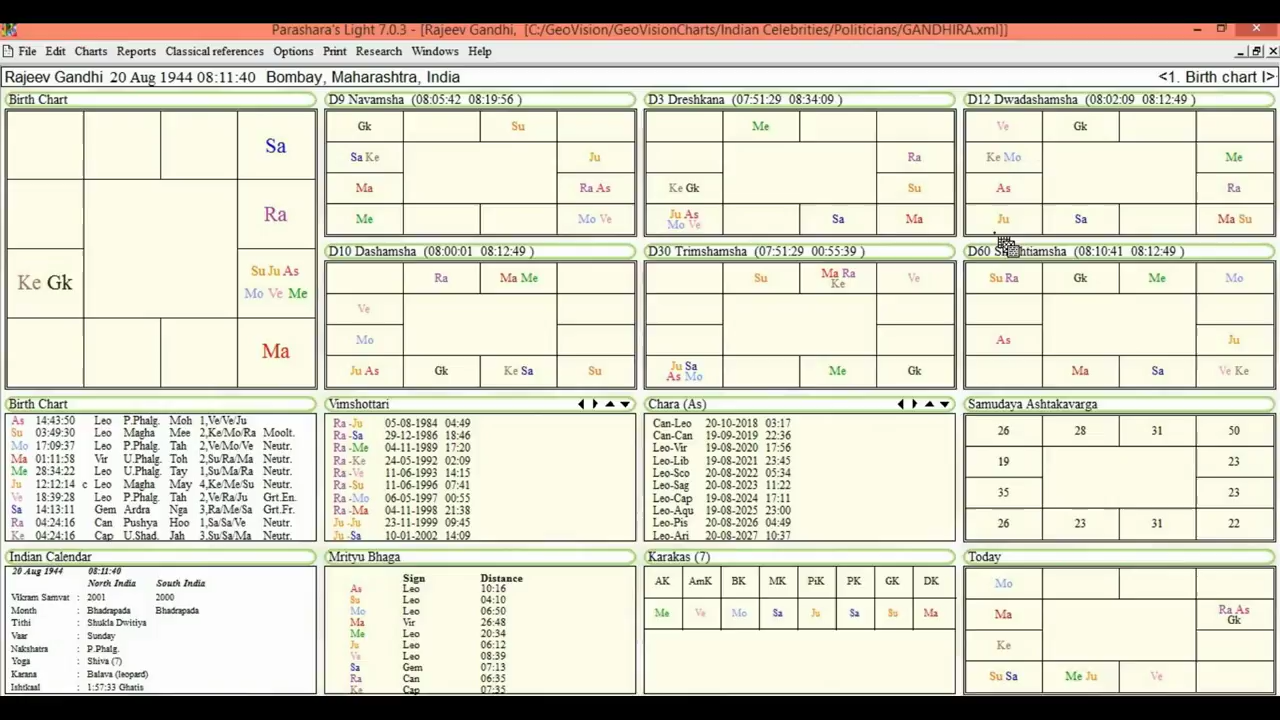 Parashara's Light 7.0.3 - [Rajeev Gandhi, [C:/GeoVision/GeoVisionCharts/Indian Celebrities/Politicians/GANDHIRA.xml]]
File Edit Charts Reports Classical references Options Print Research Windows Help
Rajeev Gandhi 20 Aug 1944 08:11:40 Bombay, Maharashtra, India <1. Birth chart I>
Birth Chart
Sa
Ra
Ke Gk
Su Ju As
Mo Ve Me
Ma
D9 Navamsha (08:05:42 08:19:56 )
Gk Su
Sa Ke Ju
Ma Ra As
Me Mo Ve
D3 Dreshkana (07:51:29 08:34:09 )
Me
Ra
Ke Gk Su
Ju As
Mo Ve Sa Ma
D12 Dwadashamsha (08:02:09 08:12:49 )
Ve Gk
Ke Mo Me
As Ra
Ju Sa Ma Su
D10 Dashamsha (08:00:01 08:12:49 )
Ra Ma Me
Ve
Mo
Ju As Gk Ke Sa Su
D30 Trimshamsha (07:51:29 00:55:39 )
Su Ma Ra Ve
Ke
Ju Sa
As Mo Me Gk
D60 (08:10:41 08:12:49 )
Su Ra Gk Me Mo
As Ju
Ma Sa Ve Ke
Birth Chart
As 14:43:50 Leo P.Phalg. Moh 1,Ve/Ve/Ju
Su 03:49:30 Leo Magha Mee 2,Ke/Mo/Ra Moolt.
Mo 17:09:37 Leo P.Phalg. Tah 2,Ve/Mo/Ve Neutr.
Ma 01:11:58 Vir U.Phalg. Toh 2,Su/Ra/Ma Neutr.
Me 28:34:22 Leo U.Phalg. Tay 1,Su/Ma/Ra Neutr.
Ju 12:12:14 c Leo Magha May 4,Ke/Me/Su Neutr.
Ve 18:39:28 Leo P.Phalg. Tah 2,Ve/Ra/Ju Grt.En.
Sa 14:13:11 Gem Ardra Nga 3,Ra/Me/Sa Grt.Fr.
Ra 04:24:16 Can Pushya Hoo 1,Sa/Sa/Ve Neutr.
Ke 04:24:16 Cap U.Shad. Jah 3,Su/Sa/Ma Neutr.
Vimshottari
Ra -Ju 05-08-1984 04:49
Ra -Sa 29-12-1986 18:46
Ra -Me 04-11-1989 17:20
Ra -Ke 24-05-1992 02:09
Ra -Ve 11-06-1993 14:15
Ra -Su 11-06-1996 07:41
Ra -Mo 06-05-1997 00:55
Ra -Ma 04-11-1998 21:38
Ju -Ju 23-11-1999 09:45
Ju -Sa 10-01-2002 14:09
Chara (As)
Can-Leo 20-10-2018 03:17
Can-Can 19-09-2019 22:36
Leo-Vir 19-08-2020 17:56
Leo-Lib 19-08-2021 23:45
Leo-Sco 20-08-2022 05:34
Leo-Sag 20-08-2023 11:22
Leo-Cap 19-08-2024 17:11
Leo-Aqu 19-08-2025 23:00
Leo-Pis 20-08-2026 04:49
Leo-Ari 20-08-2027 10:37
Samudaya Ashtakavarga
26 28 31 50
19 23
35 23
26 23 31 22
Indian Calendar
20 Aug 1944 08:11:40
North India South India
Vikram Samvat : 2001 2000
Month : Bhadrapada Bhadrapada
Tithi : Shukla Dwitiya
Vaar : Sunday
Nakshatra : P.Phalg.
Yoga : Shiva (7)
Karana : Balava (leopard)
Ishtkaal : 1:57:33 Ghatis
Mrityu Bhaga
Sign Distance
As Leo 10:16
Su Leo 04:10
Mo Leo 06:50
Ma Vir 26:48
Me Leo 20:34
Ju Leo 06:12
Ve Leo 08:39
Sa Gem 07:13
Ra Can 06:35
Ke Cap 07:35
Karakas (7)
AK AmK BK MK PiK PK GK DK
Me Ve Mo Sa Ju Sa Su Ma
Today
Mo
Ma Ra As
Gk
Ke
Su Sa Me Ju Ve